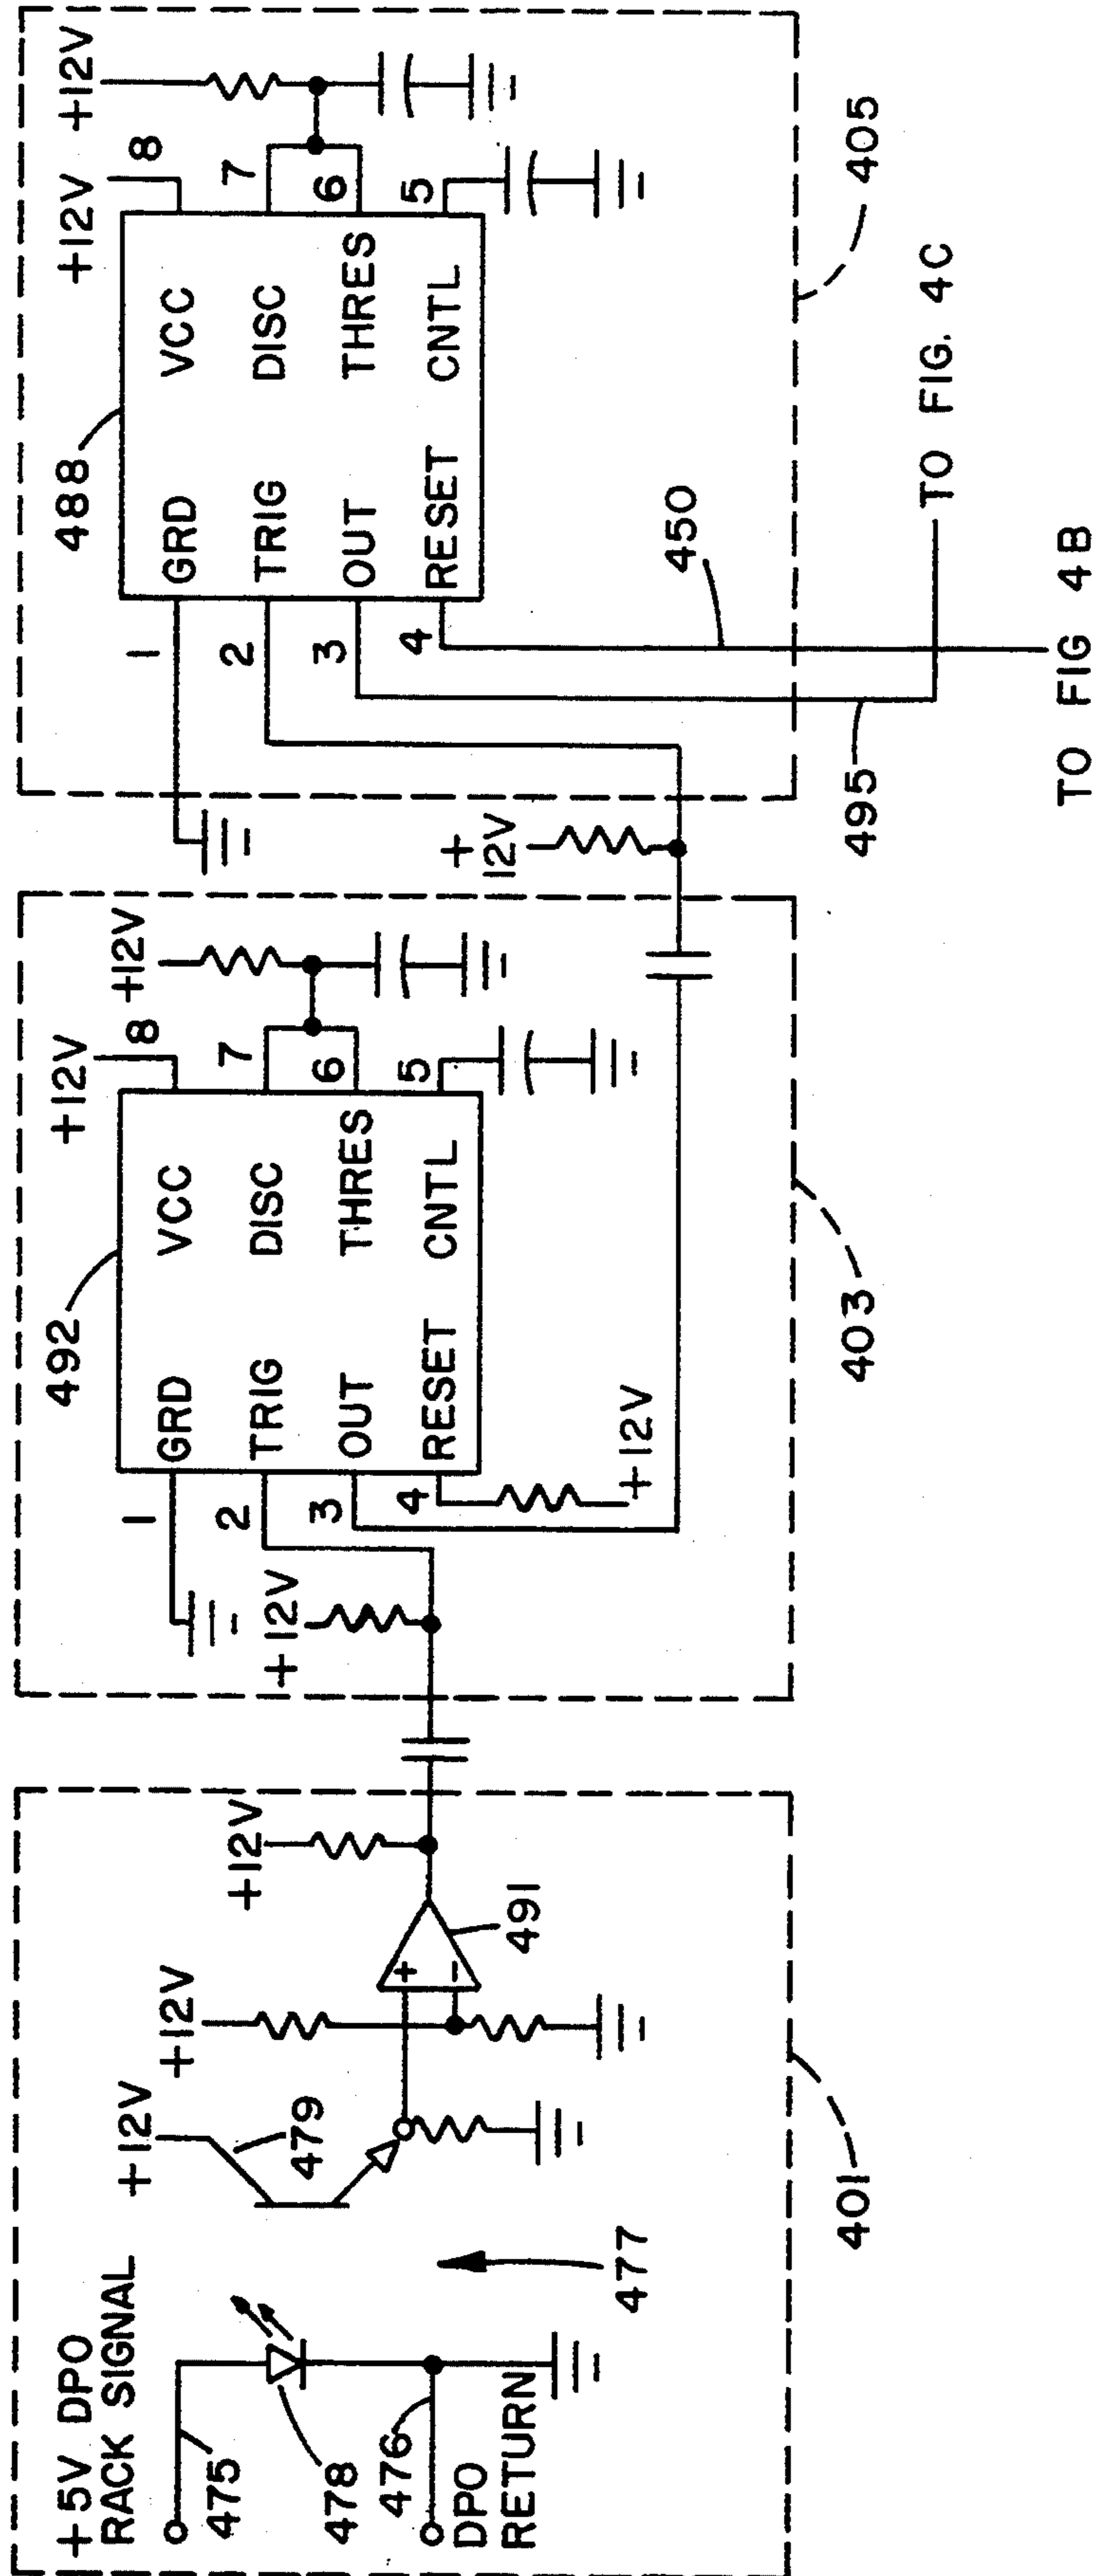 +5V DPO
RACK SIGNAL
475
478
476
DPO
RETURN
477
+12V
479
+12V
+
-
491
+12V
401
+12V
492
1
GRD
2
TRIG
3
OUT
4
RESET
+12V
VCC
8
+12V
DISC
7
+12V
THRES
6
CNTL
5
403
+
12V
488
1
GRD
2
TRIG
3
OUT
4
RESET
VCC
8
+12V
DISC
7
+12V
THRES
6
CNTL
5
450
495
405
TO FIG. 4C
TO FIG 4B